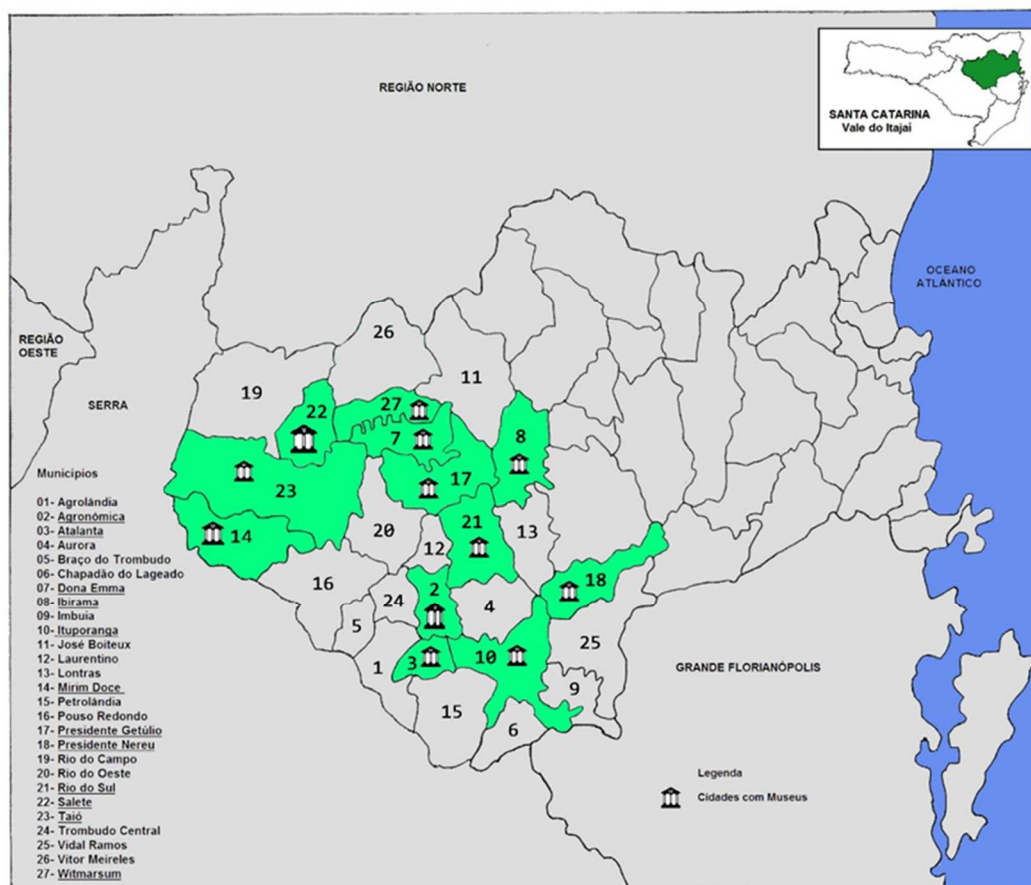 REGIÃO NORTE
SANTA CATARINA
Vale do Itajaí
OCEANO
ATLÂNTICO
REGIÃO
OESTE
SERRA
26
19
11
22
27
7
8
23
17
14
20
21
12
13
16
2
18
24
4
5
25
1
3
10
9
15
6
GRANDE FLORIANÓPOLIS
Municípios
01- Agrolândia
02- Agronômica
03- Atalanta
04- Aurora
05- Braço do Trombudo
06- Chapadão do Lageado
07- Dona Emma
08- Ibirama
09- Imbuia
10- Ituporanga
11- José Boiteux
12- Laurentino
13- Lontras
14- Mirim Doce
15- Petrolândia
16- Pouso Redondo
17- Presidente Getúlio
18- Presidente Nereu
19- Rio do Campo
20- Rio do Oeste
21- Rio do Sul
22- Salete
23- Taió
24- Trombudo Central
25- Vidal Ramos
26- Vitor Meireles
27- Witmarsum
Legenda
Cidades com Museus